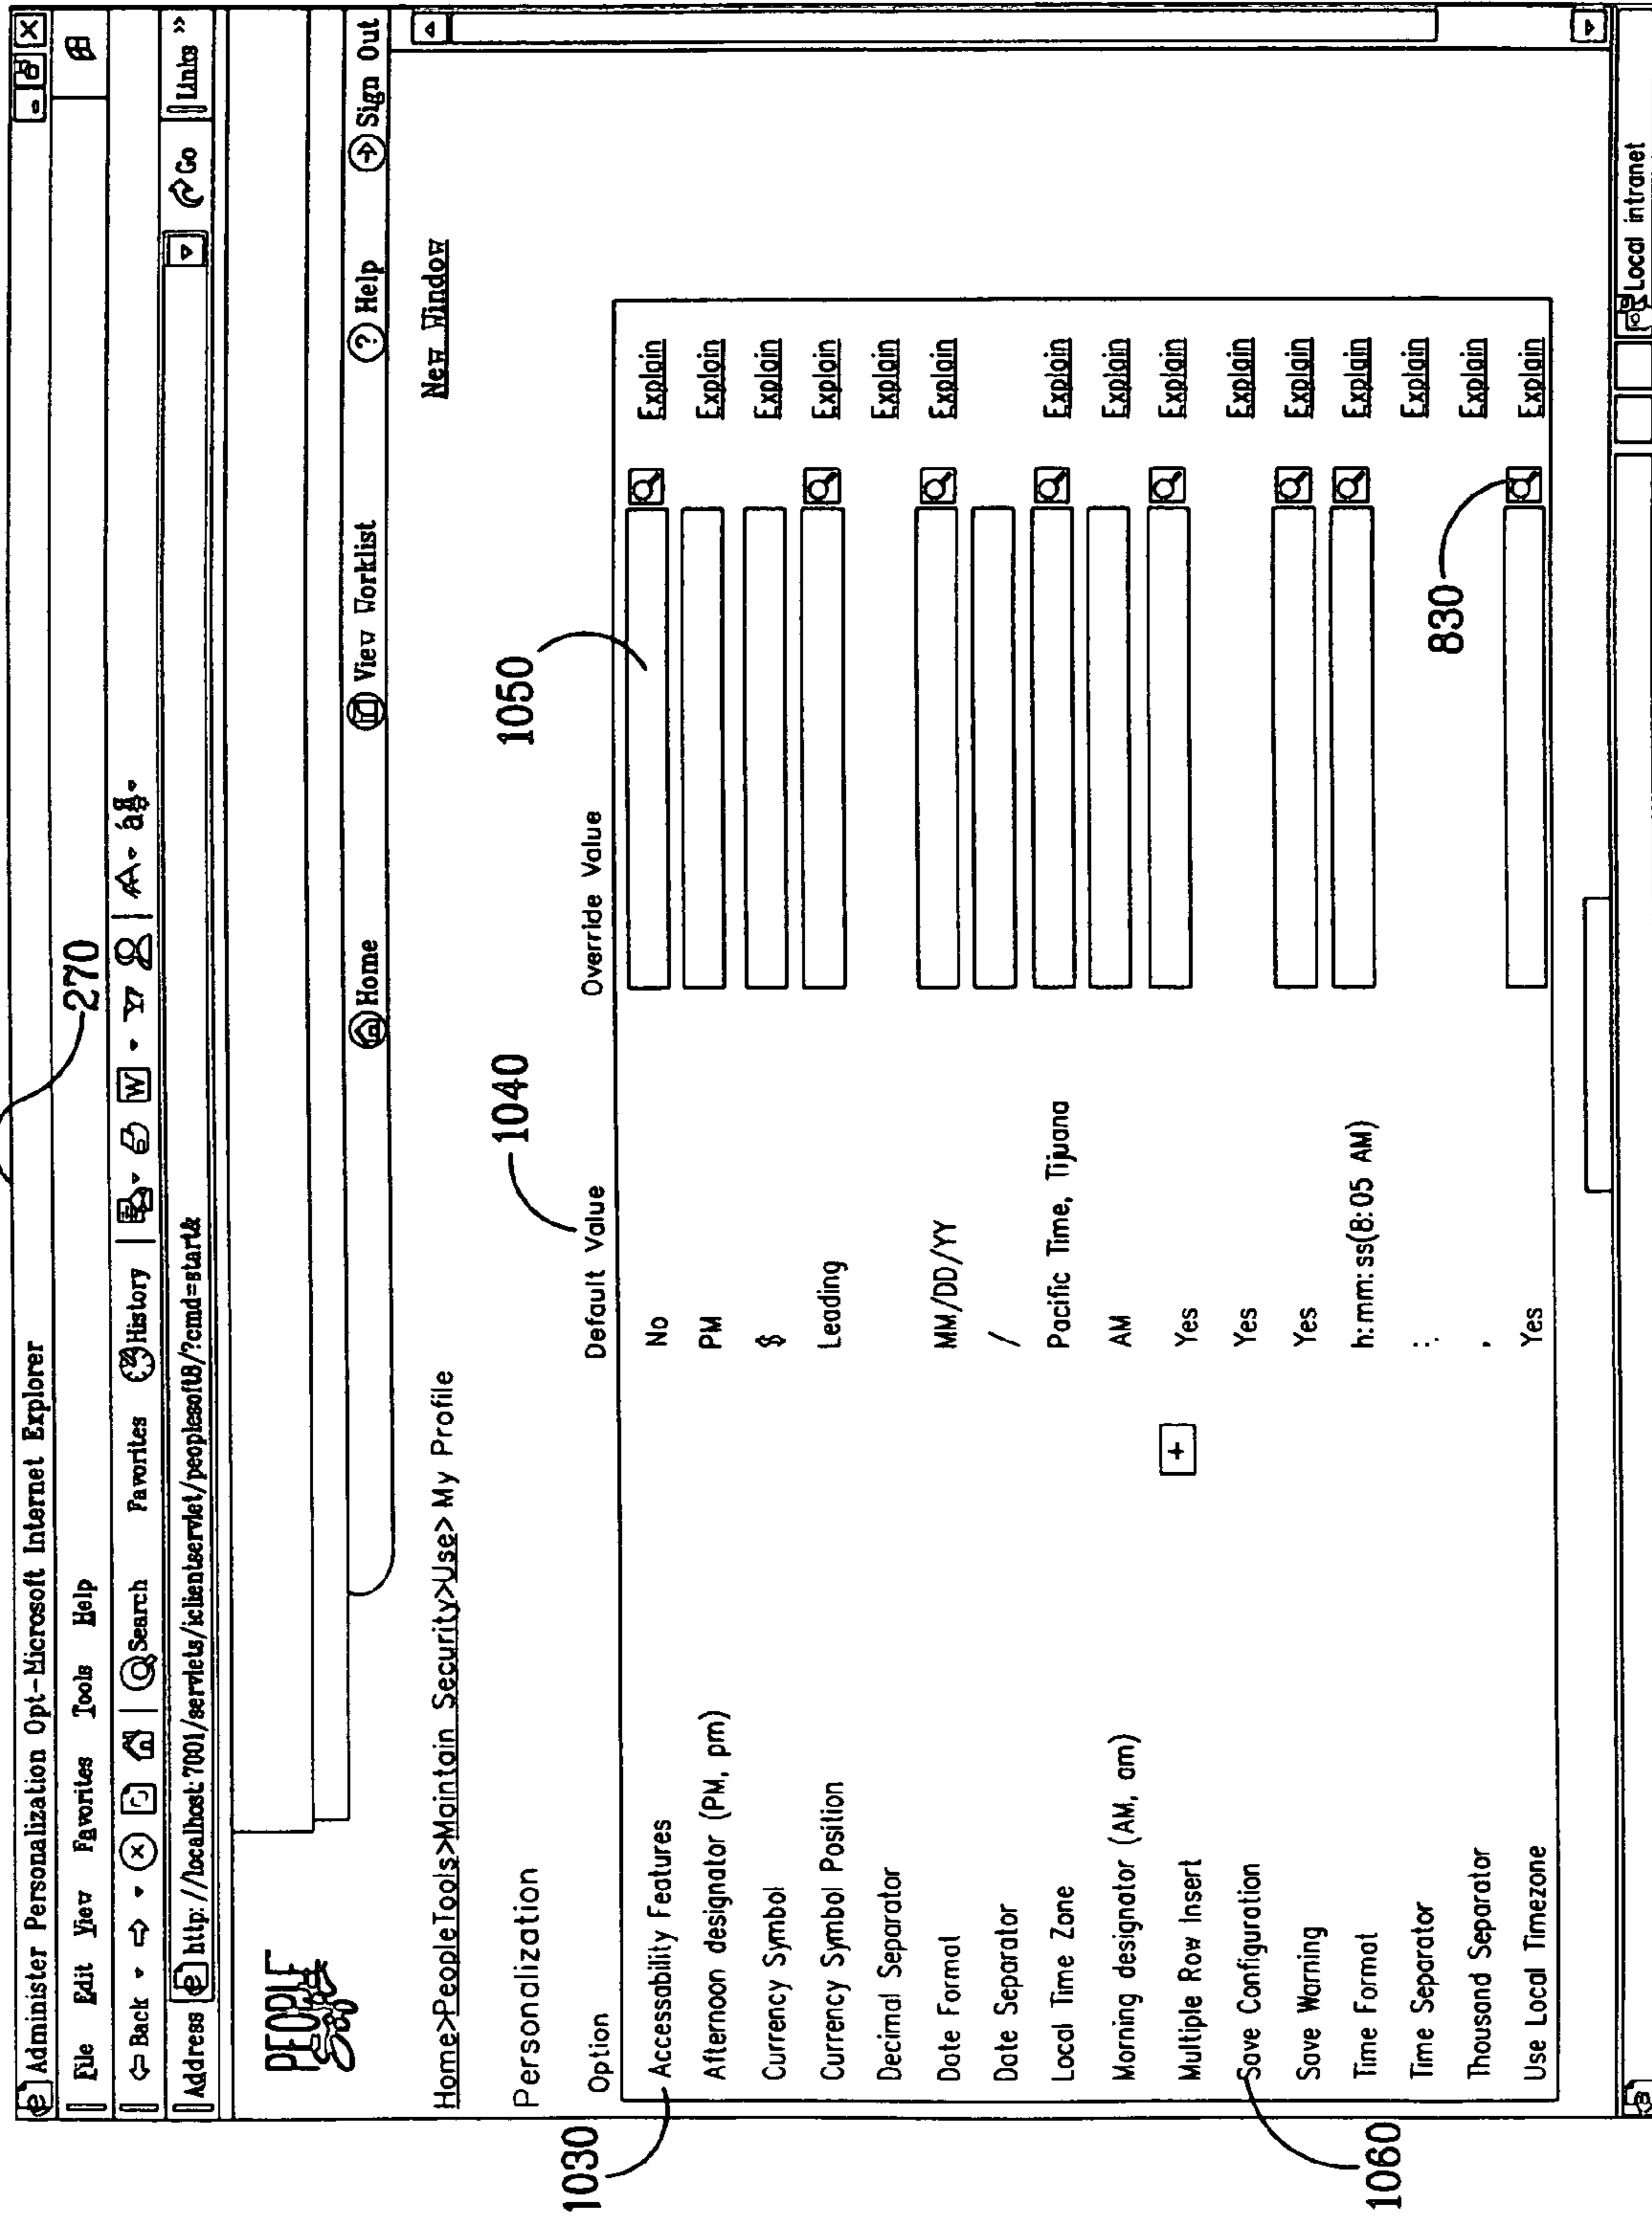 270
Administer Personalization Opt-Microsoft Internet Explorer
File Edit View Favorites Tools Help
Back Search Favorites History W
Address http://localhost:7001/servlets/iclientservlet/peoplesoft8/?cmd=start& Go Links »
PEOPLE
Home View Worklist ? Help Sign Out
Home>PeopleTools>Maintain Security>Use> My Profile New Window
Personalization
1040 1050
Option Default Value Override Value
1030
Accessability Features No Explain
Afternoon designator (PM, pm) PM Explain
Currency Symbol $ Explain
Currency Symbol Position Leading Explain
Decimal Separator Explain
Date Format MM/DD/YY Explain
Date Separator /
Local Time Zone Pacific Time, Tijuana Explain
Morning designator (AM, am) AM Explain
Multiple Row Insert + Yes Explain
Save Configuration Yes Explain
Save Warning Yes Explain
Time Format h:mm:ss(8:05 AM) Explain
Time Separator : Explain
Thousand Separator , Explain
Use Local Timezone Yes Explain
1060
830
Local intranet